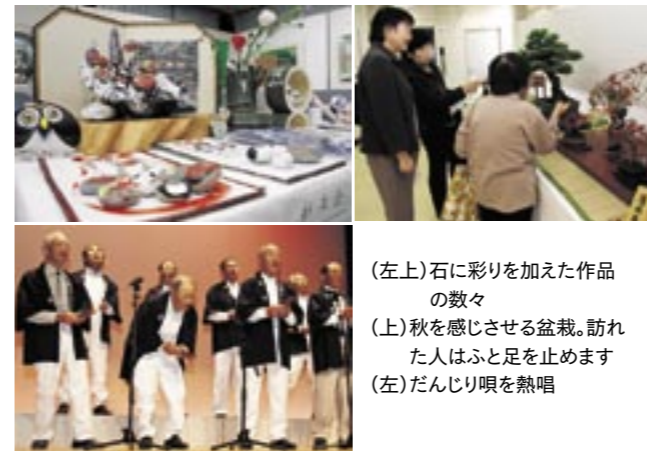 (左上)石に彩りを加えた作品
の数々
(上)秋を感じさせる盆栽。訪れ
た人はふと足を止めます
(左)だんじり唄を熱唱